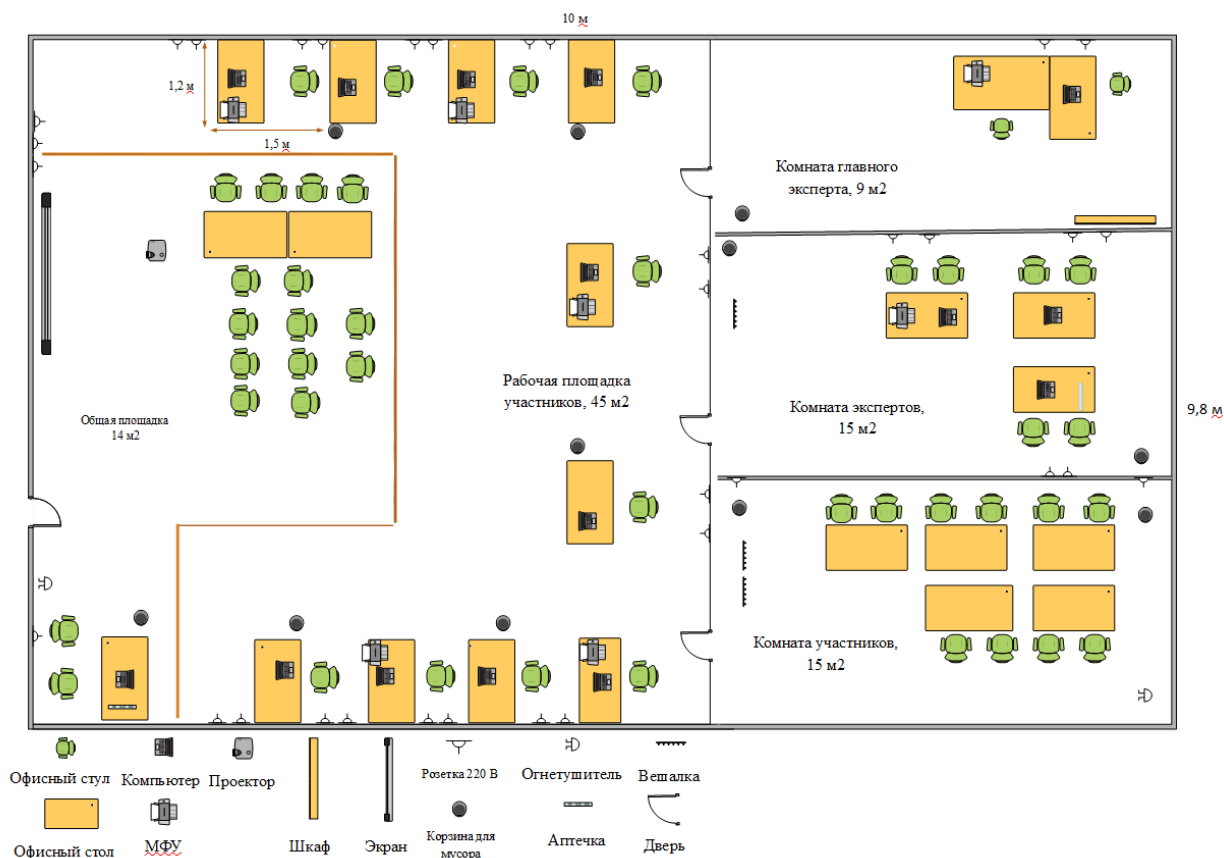 10 м
1,2 м
1,5 м
Комната главного
эксперта, 9 м2
Рабочая площадка
участников, 45 м2
Общая площадка
14 м2
Комната экспертов,
15 м2
9,8 м
Комната участников,
15 м2
Офисный стул
Компьютер
Проектор
Розетка 220 В
Огнетушитель
Вешалка
Офисный стол
МФУ
Шкаф
Экран
Корзина для
мусора
Аптечка
Дверь